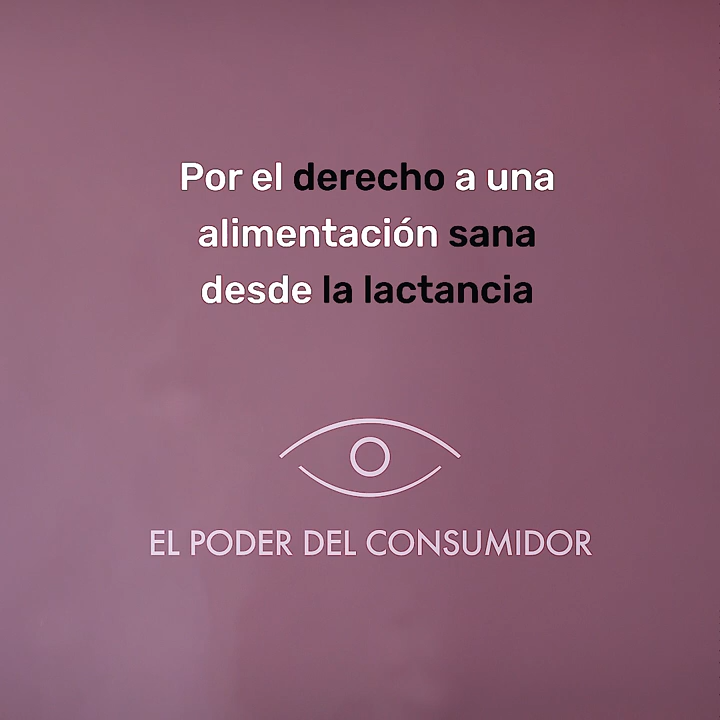 Por el derecho a una
alimentación sana
desde la lactancia
EL PODER DEL CONSUMIDOR